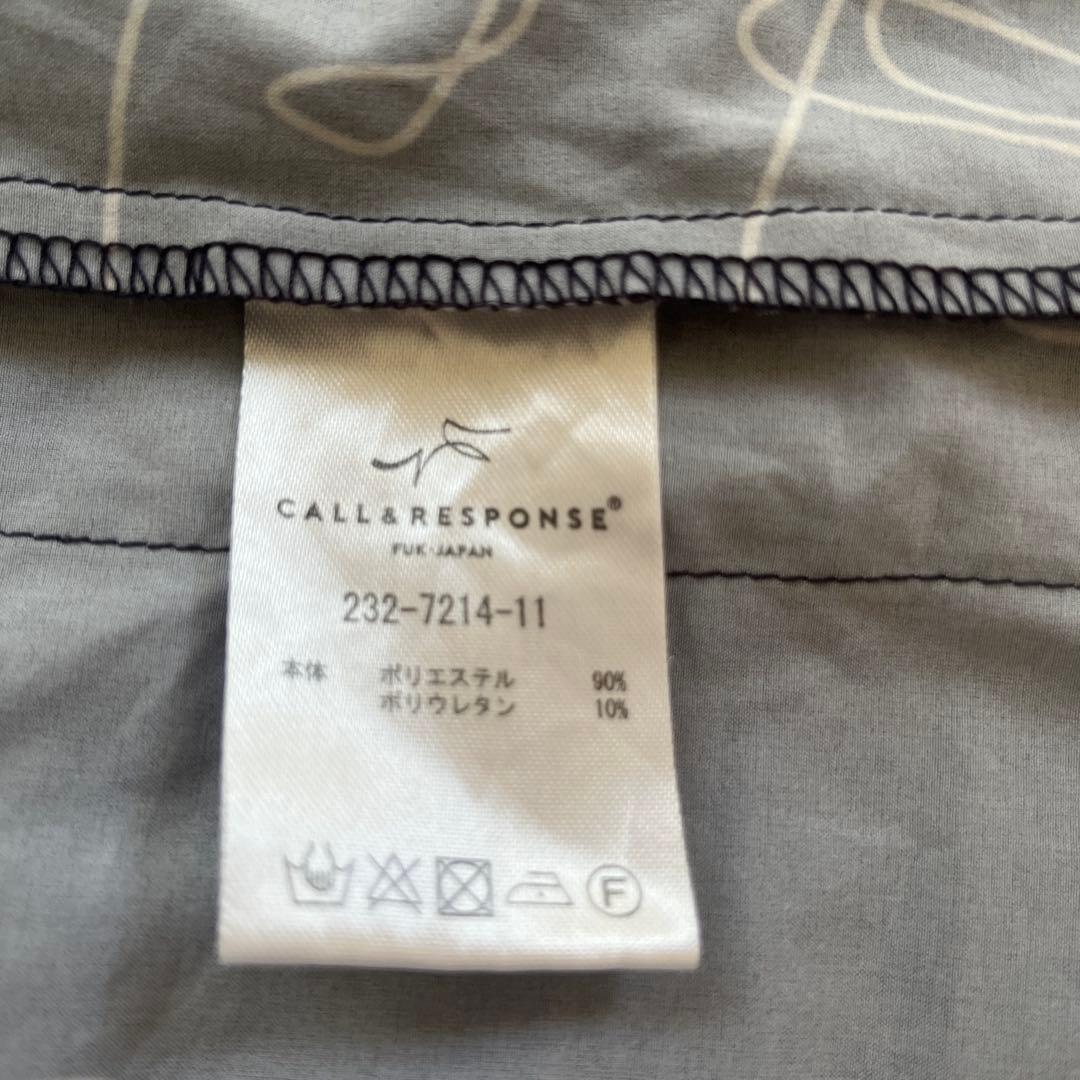 CALL & RESPONSE®
FUK・JAPAN
232-7214-11
本体 ポリエステル 90%
ポリウレタン 10%
F